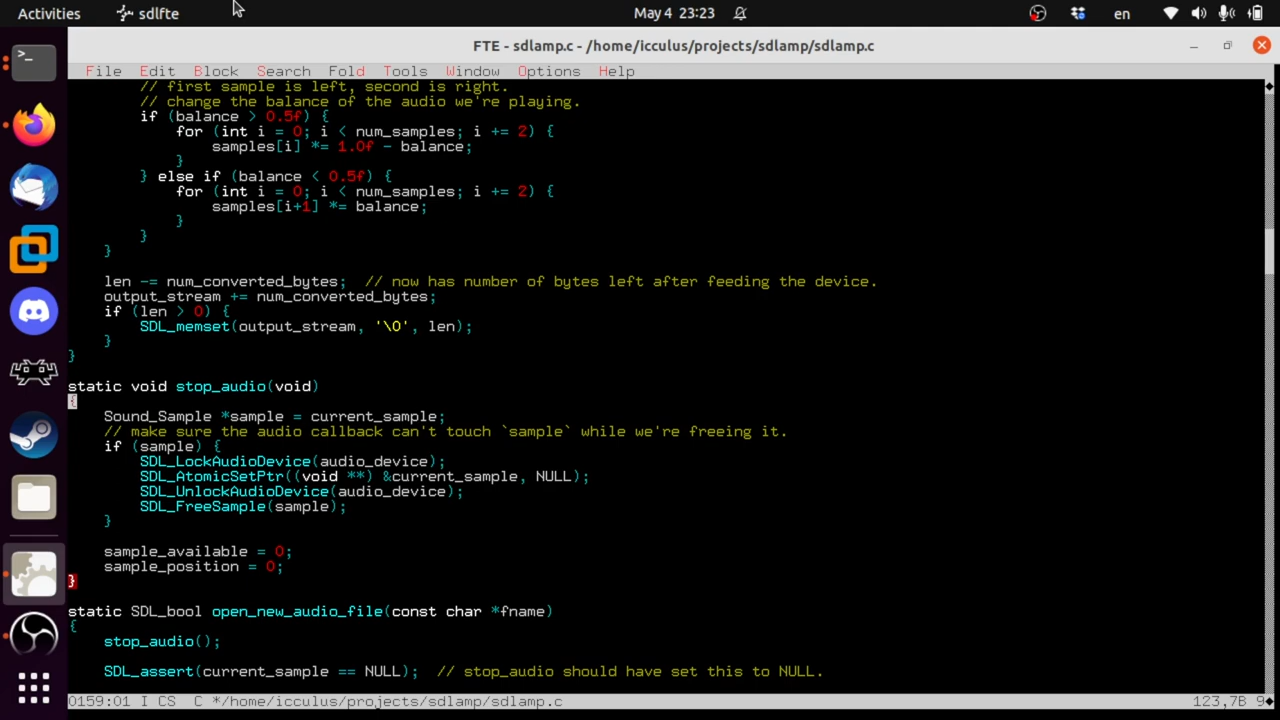 Activities
sdlfte
May 4 23:23
en
FTE - sdlamp.c - /home/icculus/projects/sdlamp/sdlamp.c
File Edit Block Search Fold Tools Window Options Help
// first sample is left, second is right.
// change the balance of the audio we're playing.
if (balance > 0.5f) {
for (int i = 0; i < num_samples; i += 2) {
samples[i] *= 1.0f - balance;
}
} else if (balance < 0.5f) {
for (int i = 0; i < num_samples; i += 2) {
samples[i+1] *= balance;
}
}
}
len -= num_converted_bytes; // now has number of bytes left after feeding the device.
output_stream += num_converted_bytes;
if (len > 0) {
SDL_memset(output_stream, '\0', len);
}
}
static void stop_audio(void)
{
Sound_Sample *sample = current_sample;
// make sure the audio callback can't touch `sample` while we're freeing it.
if (sample) {
SDL_LockAudioDevice(audio_device);
SDL_AtomicSetPtr((void **) &current_sample, NULL);
SDL_UnlockAudioDevice(audio_device);
SDL_FreeSample(sample);
}
sample_available = 0;
sample_position = 0;
}
static SDL_bool open_new_audio_file(const char *fname)
{
stop_audio();
SDL_assert(current_sample == NULL); // stop_audio should have set this to NULL.
0159:01 I CS C */home/icculus/projects/sdlamp/sdlamp.c 123,7B 9